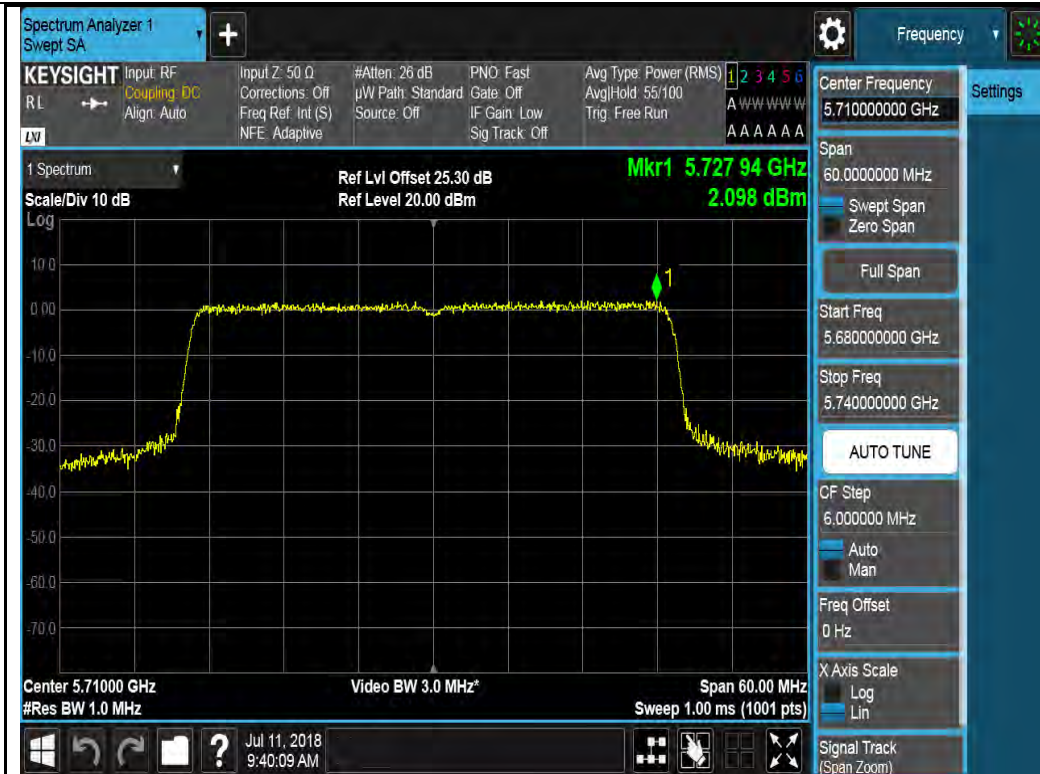 Spectrum Analyzer 1
Swept SA
+
Frequency
KEYSIGHT
RL
LXI
Input: RF
Coupling: DC
Align: Auto
Input Z: 50 Ω
Corrections: Off
Freq Ref: Int (S)
NFE: Adaptive
#Atten: 26 dB
µW Path: Standard
Source: Off
PNO: Fast
Gate: Off
IF Gain: Low
Sig Track: Off
Avg Type: Power (RMS)
Avg|Hold: 55/100
Trig: Free Run
1 2 3 4 5 6
A W W W W W
A A A A A A
1 Spectrum
Scale/Div 10 dB
Ref Lvl Offset 25.30 dB
Ref Level 20.00 dBm
Mkr1 5.727 94 GHz
2.098 dBm
Log
10.0
0.00
-10.0
-20.0
-30.0
-40.0
-50.0
-60.0
-70.0
1
Center 5.71000 GHz
#Res BW 1.0 MHz
Video BW 3.0 MHz*
Span 60.00 MHz
Sweep 1.00 ms (1001 pts)
?
Jul 11, 2018
9:40:09 AM
Center Frequency
5.710000000 GHz
Settings
Span
60.0000000 MHz
Swept Span
Zero Span
Full Span
Start Freq
5.680000000 GHz
Stop Freq
5.740000000 GHz
AUTO TUNE
CF Step
6.000000 MHz
Auto
Man
Freq Offset
0 Hz
X Axis Scale
Log
Lin
Signal Track
(Span Zoom)